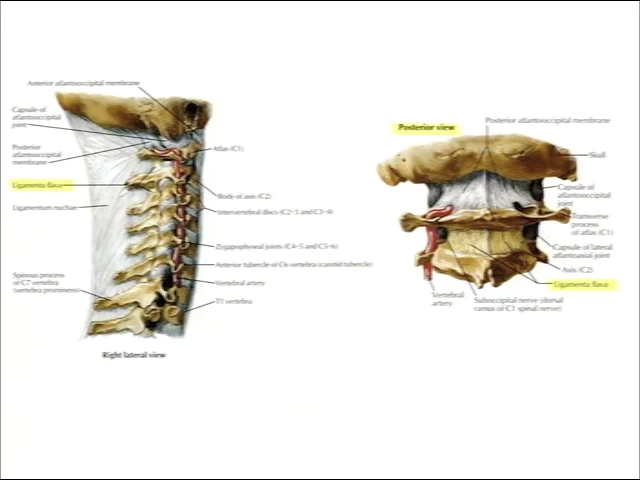 Anterior atlantooccipital membrane
Capsule of
atlantooccipital
joint
Posterior
atlantooccipital
membrane
Ligamenta flava
Ligamentum nuchae
Spinous process
of C7 vertebra
(vertebra prominens)
Atlas (C1)
Body of axis (C2)
Intervertebral discs (C2-3 and C3-4)
Zygapophyseal joints (C4-5 and C5-6)
Anterior tubercle of C6 vertebra (carotid tubercle)
Vertebral artery
T1 vertebra
Right lateral view
Posterior view
Posterior atlantooccipital membrane
Skull
Capsule of
atlantooccipital
joint
Transverse
process
of atlas (C1)
Capsule of lateral
atlantoaxial joint
Axis (C2)
Ligamenta flava
Vertebral
artery
Suboccipital nerve (dorsal
ramus of C1 spinal nerve)